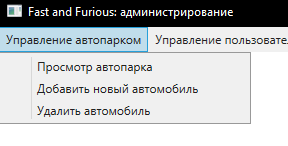 Fast and Furious: администрирование
Управление автопарком Управление пользовате
Просмотр автопарка
Добавить новый автомобиль
Удалить автомобиль